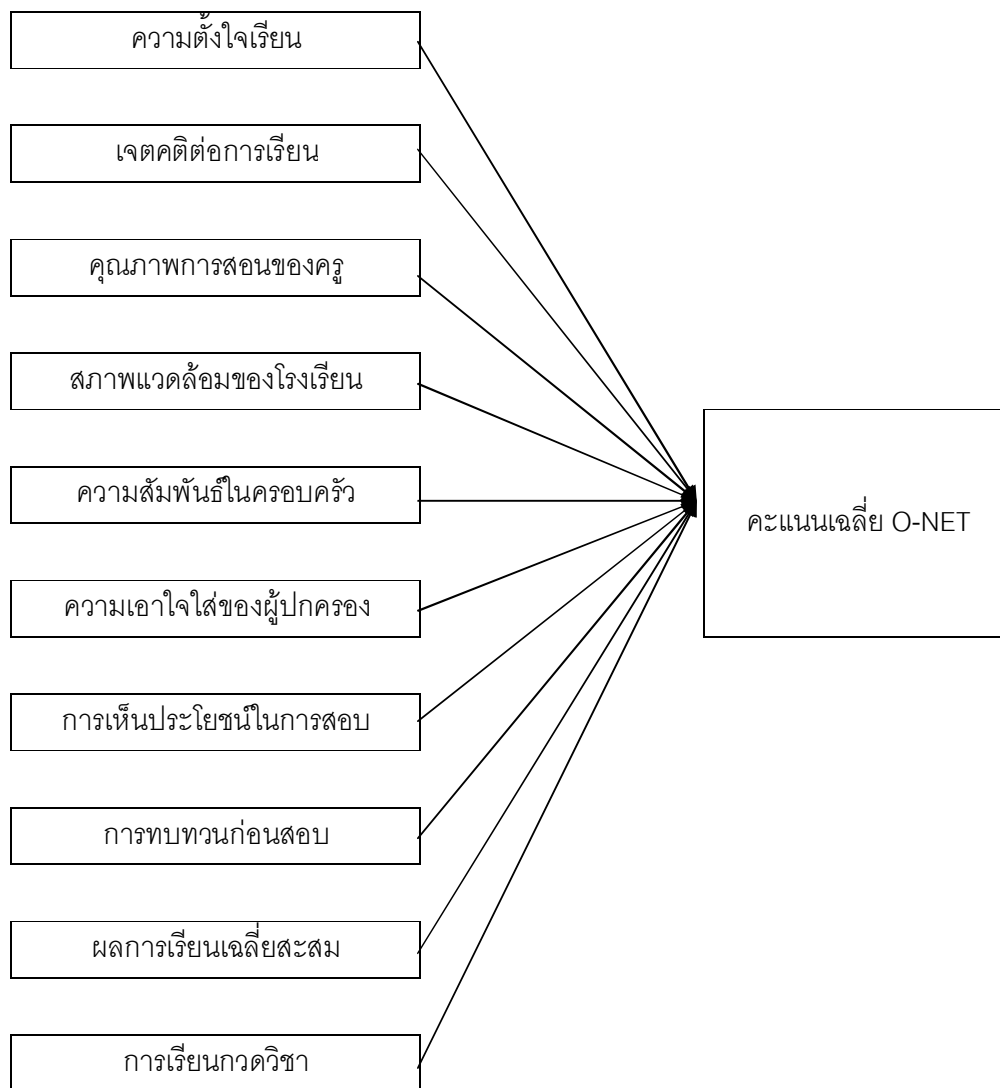 ความตั้งใจเรียน
เจตคติต่อการเรียน
คุณภาพการสอนของครู
สภาพแวดล้อมของโรงเรียน
ความสัมพันธ์ในครอบครัว
ความเอาใจใส่ของผู้ปกครอง
การเห็นประโยชน์ในการสอบ
การทบทวนก่อนสอบ
ผลการเรียนเฉลี่ยสะสม
การเรียนกวดวิชา
คะแนนเฉลี่ย O-NET